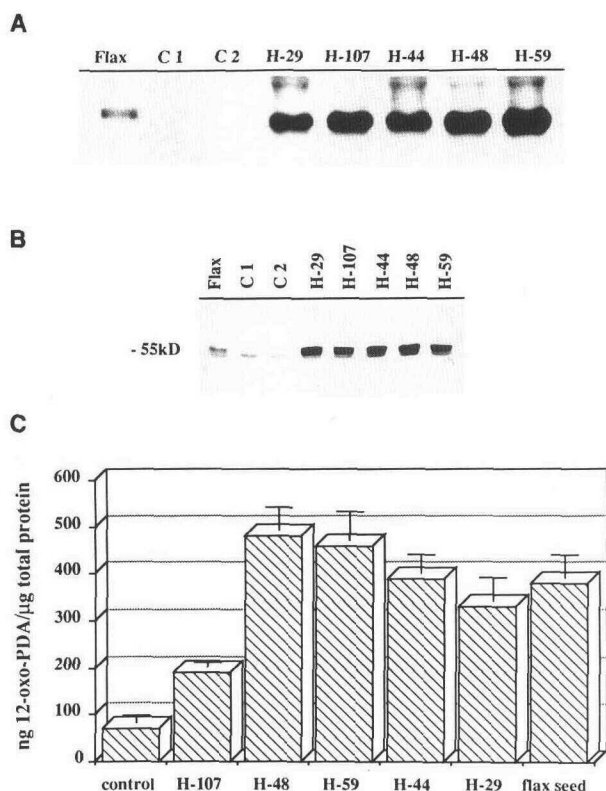 A
Flax C 1 C 2 H-29 H-107 H-44 H-48 H-59
B
Flax C 1 C 2 H-29 H-107 H-44 H-48 H-59
- 55kD
C
ng 12-oxo-PDA/µg total protein
600
500
400
300
200
100
0
control H-107 H-48 H-59 H-44 H-29 flax seed